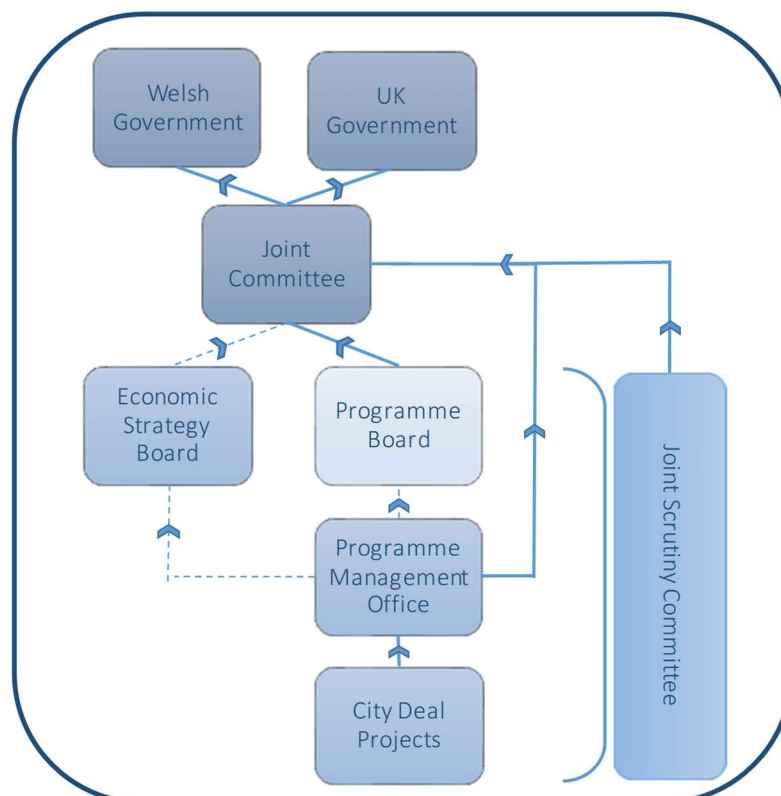 Welsh
Government
UK
Government
Joint
Committee
Economic
Strategy
Board
Programme
Board
Programme
Management
Office
City Deal
Projects
Joint Scrutiny Committee